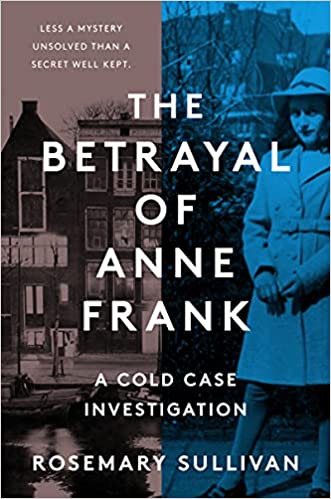 LESS A MYSTERY
UNSOLVED THAN A
SECRET WELL KEPT.
THE
BETRAYAL
OF
ANNE
FRANK
A COLD CASE
INVESTIGATION
ROSEMARY SULLIVAN